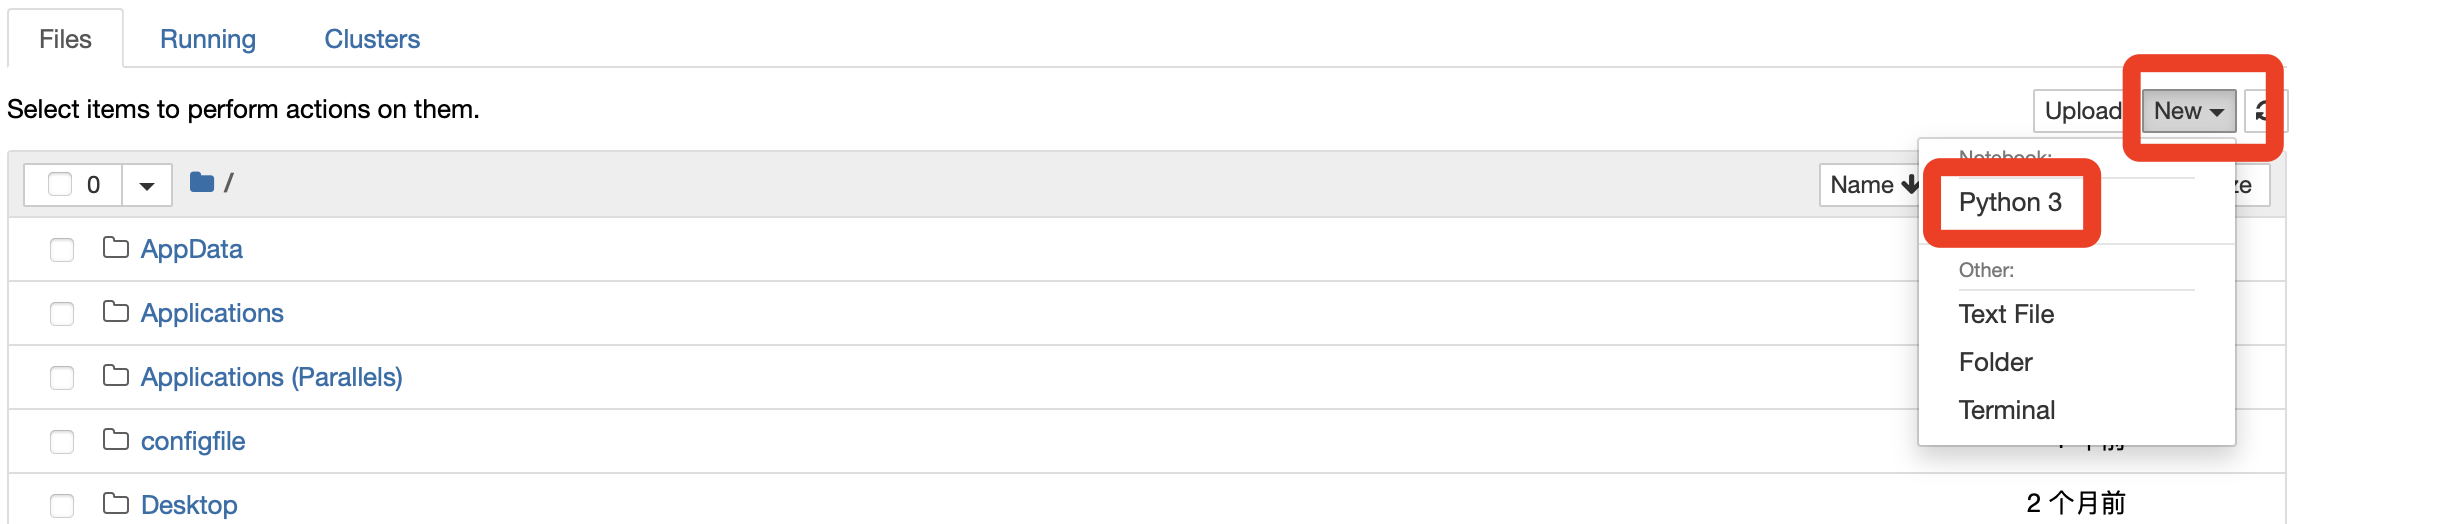 Files Running Clusters
Select items to perform actions on them.
Upload New
0 /
Name
Notebook:
Python 3
AppData
Other:
Applications
Text File
Folder
Applications (Parallels)
Terminal
configfile
Desktop
2 个月前